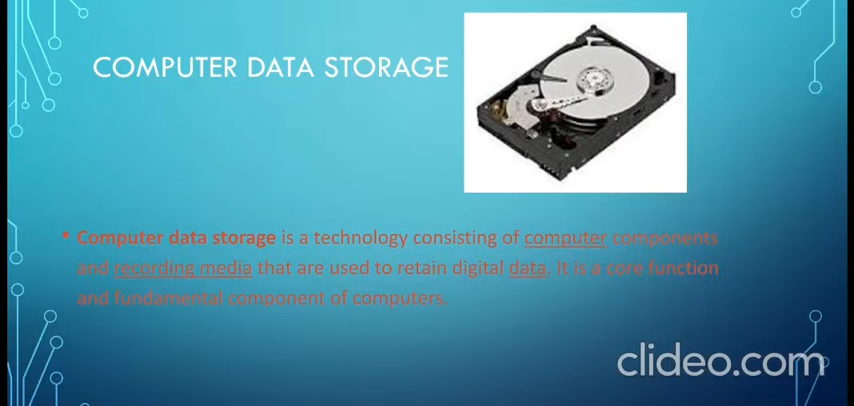 COMPUTER DATA STORAGE
• Computer data storage is a technology consisting of computer components
and recording media that are used to retain digital data. It is a core function
and fundamental component of computers.
clideo.com